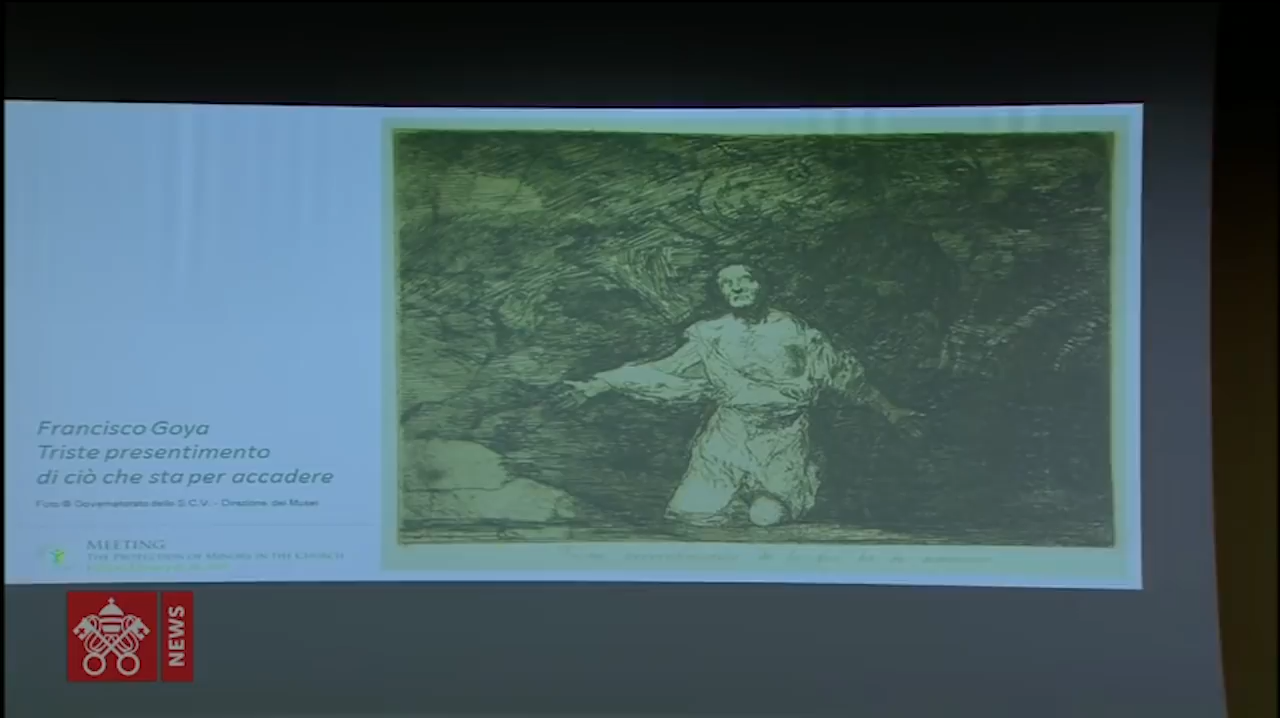 Francisco Goya
Triste presentimento
di ciò che sta per accadere
Foto © Governatorato dello S.C.V. - Direzione dei Musei
MEETING
THE PROTECTION OF MINORS IN THE CHURCH
NEWS